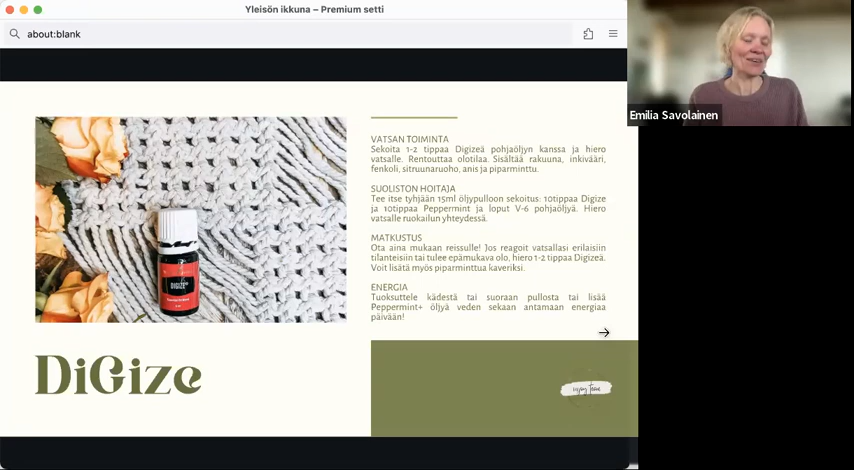 Yleisön ikkuna – Premium setti
about:blank
Emilia Savolainen
VATSAN TOIMINTA
Sekoita 1-2 tippaa Digizeä pohjaöljyn kanssa ja hiero
vatsalle. Rentouttaa olotilaa. Sisältää rakuuna, inkivääri,
fenkoli, sitruunaruoho, anis ja piparminttu.
SUOLISTON HOITAJA
Tee itse tyhjään 15ml öljypulloon sekoitus: 10tippaa Digize
ja 10tippaa Peppermint ja loput V-6 pohjaöljyä. Hiero
vatsalle ruokailun yhteydessä.
MATKUSTUS
Ota aina mukaan reissulle! Jos reagoit vatsallasi erilaisiin
tilanteisiin tai tulee epämukava olo, hiero 1-2 tippaa Digizeä.
Voit lisätä myös piparminttua kaveriksi.
ENERGIA
Tuoksuttele kädestä tai suoraan pullosta tai lisää
Peppermint+ öljyä veden sekaan antamaan energiaa
päivään!
DIGIZE
DiGize